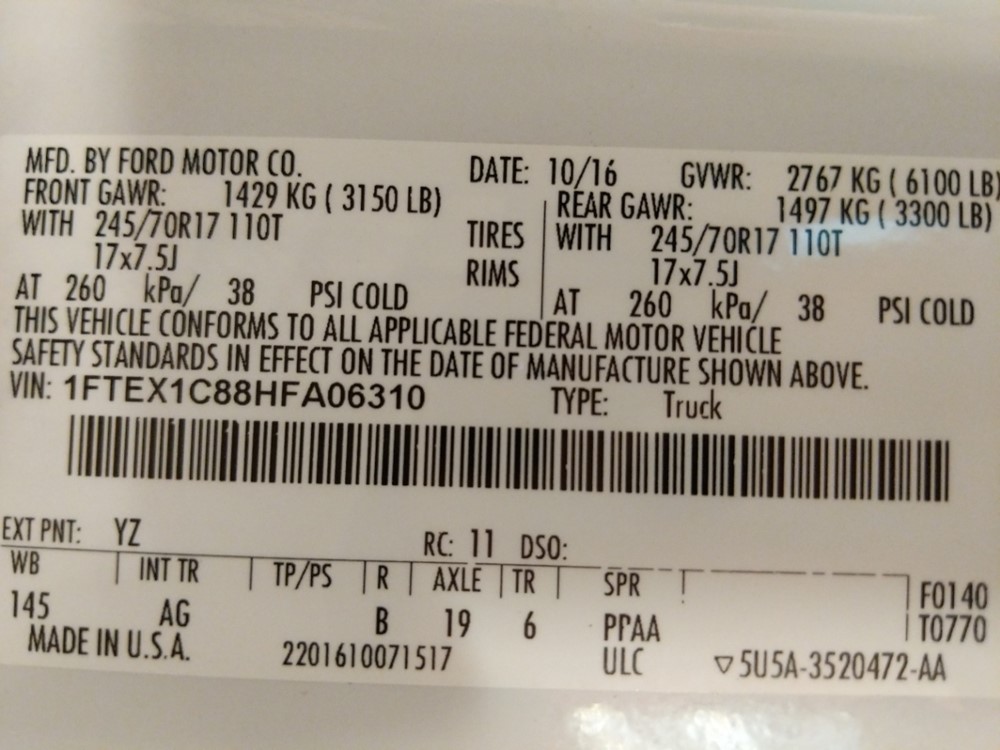 MFD. BY FORD MOTOR CO. DATE: 10/16 GVWR: 2767 KG ( 6100 LB)
FRONT GAWR: 1429 KG ( 3150 LB) REAR GAWR: 1497 KG ( 3300 LB)
WITH 245/70R17 110T TIRES WITH 245/70R17 110T
17x7.5J RIMS 17x7.5J
AT 260 kPa/ 38 PSI COLD AT 260 kPa/ 38 PSI COLD
THIS VEHICLE CONFORMS TO ALL APPLICABLE FEDERAL MOTOR VEHICLE
SAFETY STANDARDS IN EFFECT ON THE DATE OF MANUFACTURE SHOWN ABOVE.
VIN: 1FTEX1C88HFA06310 TYPE: Truck
EXT PNT: YZ RC: 11 DSO:
WB INT TR TP/PS R AXLE TR SPR F0140
145 AG B 19 6 PPAA T0770
MADE IN U.S.A. 2201610071517 ULC ▽5U5A-3520472-AA